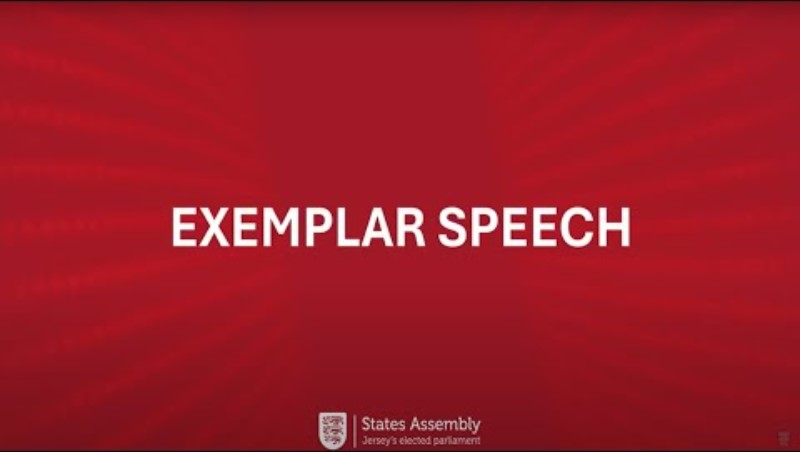 EXEMPLAR SPEECH
States Assembly
Jersey's elected parliament